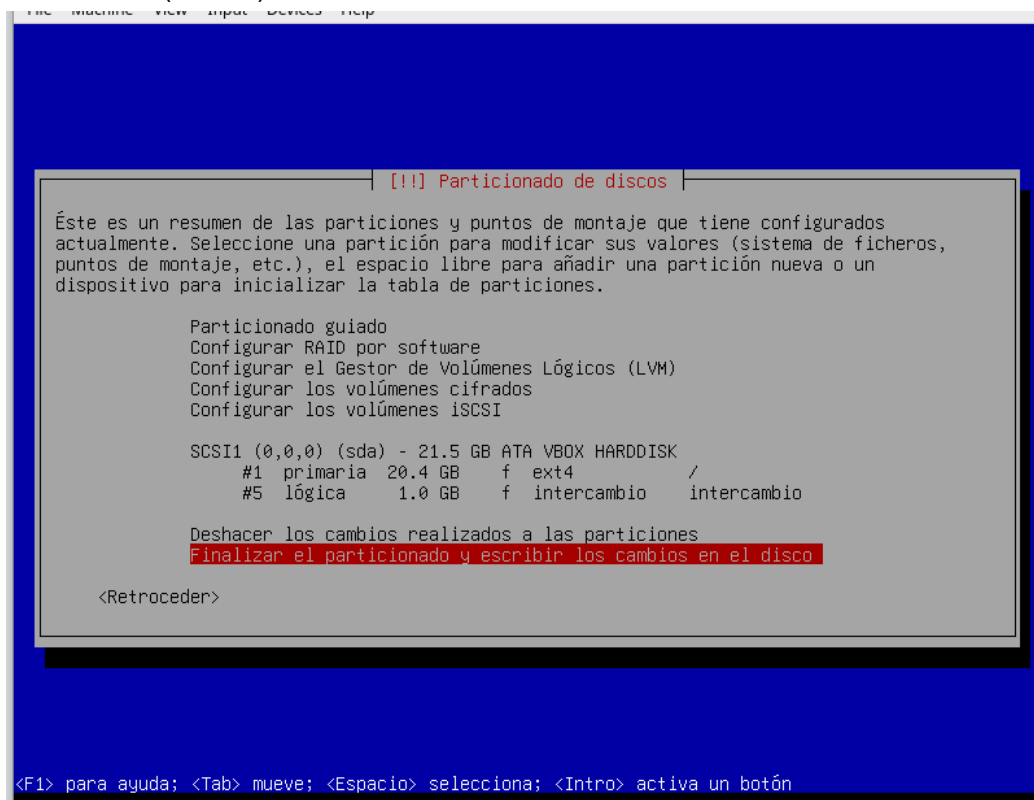 File Machine View Input Devices Help
[!!] Particionado de discos
Éste es un resumen de las particiones y puntos de montaje que tiene configurados
actualmente. Seleccione una partición para modificar sus valores (sistema de ficheros,
puntos de montaje, etc.), el espacio libre para añadir una partición nueva o un
dispositivo para inicializar la tabla de particiones.
Particionado guiado
Configurar RAID por software
Configurar el Gestor de Volúmenes Lógicos (LVM)
Configurar los volúmenes cifrados
Configurar los volúmenes iSCSI
SCSI1 (0,0,0) (sda) - 21.5 GB ATA VBOX HARDDISK
#1 primaria 20.4 GB f ext4 /
#5 lógica 1.0 GB f intercambio intercambio
Deshacer los cambios realizados a las particiones
Finalizar el particionado y escribir los cambios en el disco
<Retroceder>
<F1> para ayuda; <Tab> mueve; <Espacio> selecciona; <Intro> activa un botón